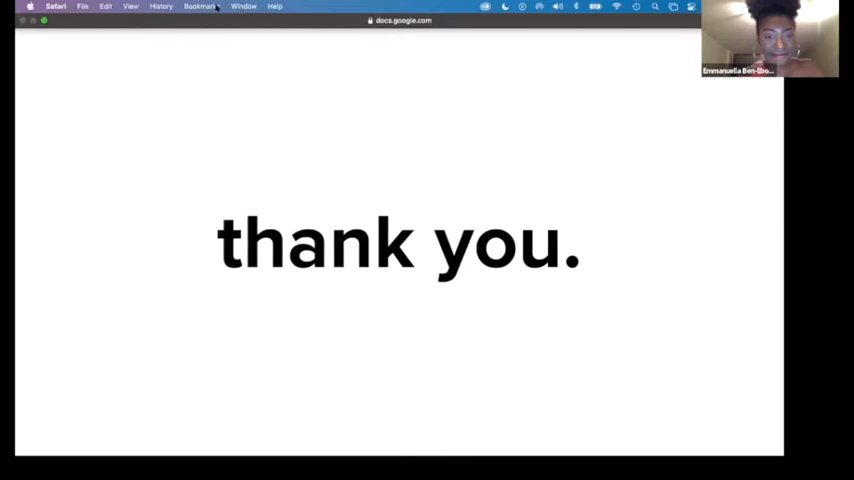 Safari File Edit View History Bookmarks Window Help
docs.google.com
Emmanuella Ben-Ebo...
thank you.